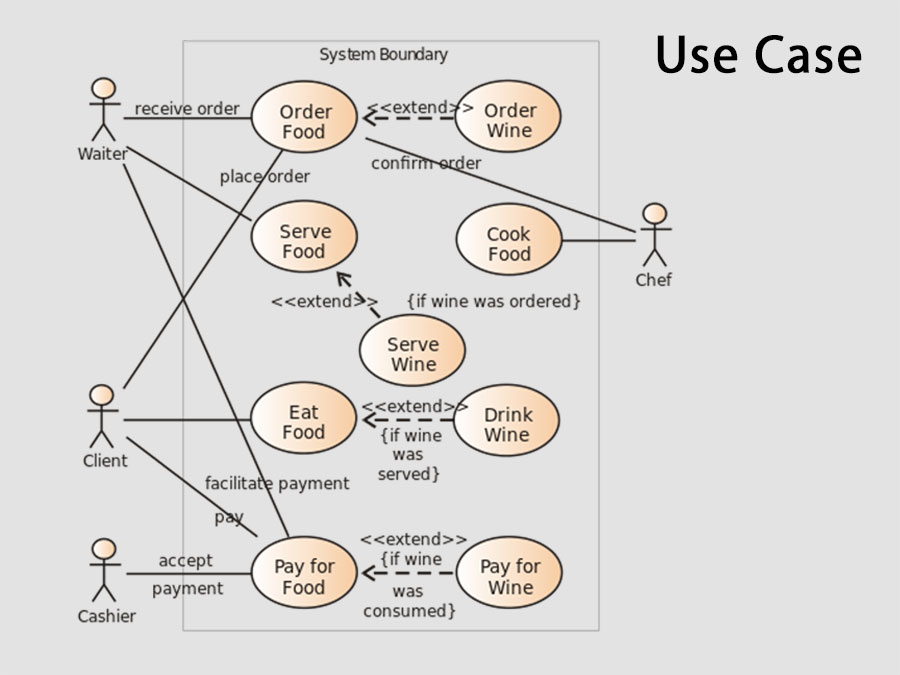 Use Case
System Boundary
receive order
Order
Food
<<extend>>
Order
Wine
Waiter
place order
confirm order
Serve
Food
Cook
Food
Chef
<<extend>>
{if wine was ordered}
Serve
Wine
Client
Eat
Food
<<extend>>
{if wine
was
served}
Drink
Wine
facilitate payment
pay
accept
payment
Cashier
Pay for
Food
<<extend>>
{if wine
was
consumed}
Pay for
Wine